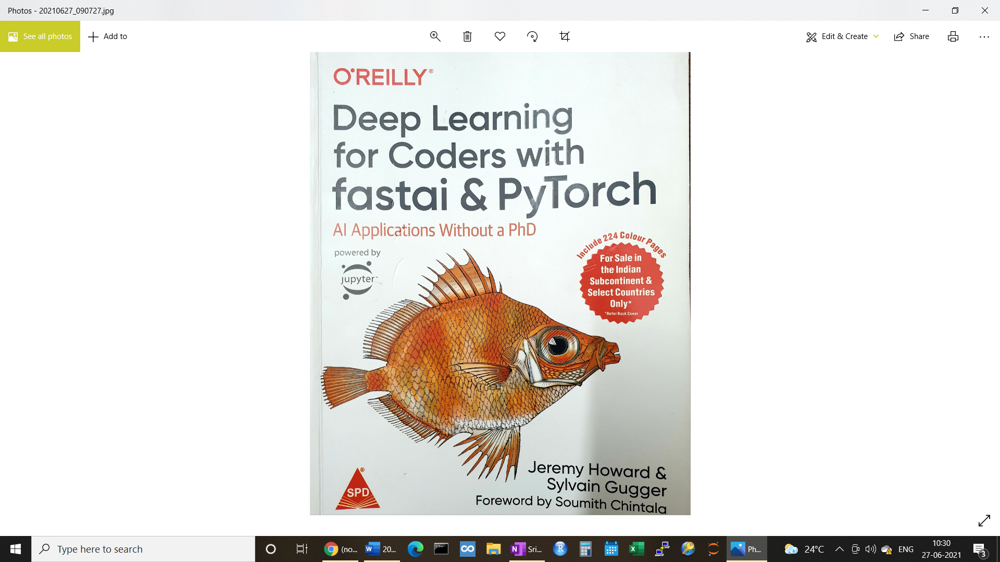 Photos - 20210627_090727.jpg
See all photos
Add to
Edit & Create
Share
O'REILLY®
Deep Learning
for Coders with
fastai & PyTorch
AI Applications Without a PhD
powered by
jupyter
Include 224 Colour Pages
For Sale in
the Indian
Subcontinent &
Select Countries
Only*
*Refer Back Cover
Jeremy Howard &
Sylvain Gugger
Foreword by Soumith Chintala
SPD®
Type here to search
(no...
20...
Sri...
Ph...
24°C
ENG
10:30
27-06-2021
3